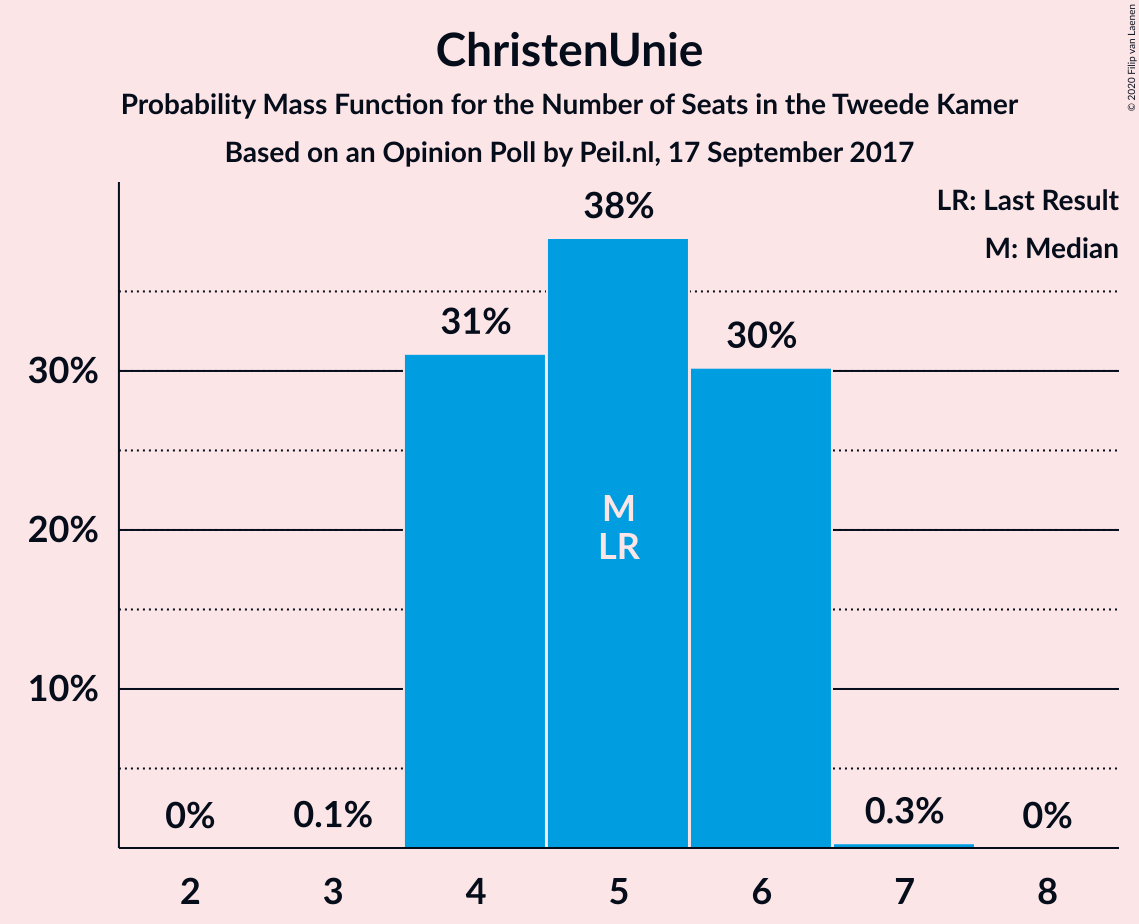 ChristenUnie
Probability Mass Function for the Number of Seats in the Tweede Kamer
Based on an Opinion Poll by Peil.nl, 17 September 2017
LR: Last Result
M: Median
38%
31%
30%
30%
20%
10%
M
LR
0%
0.1%
0.3%
0%
2
3
4
5
6
7
8
© 2020 Filip van Laenen